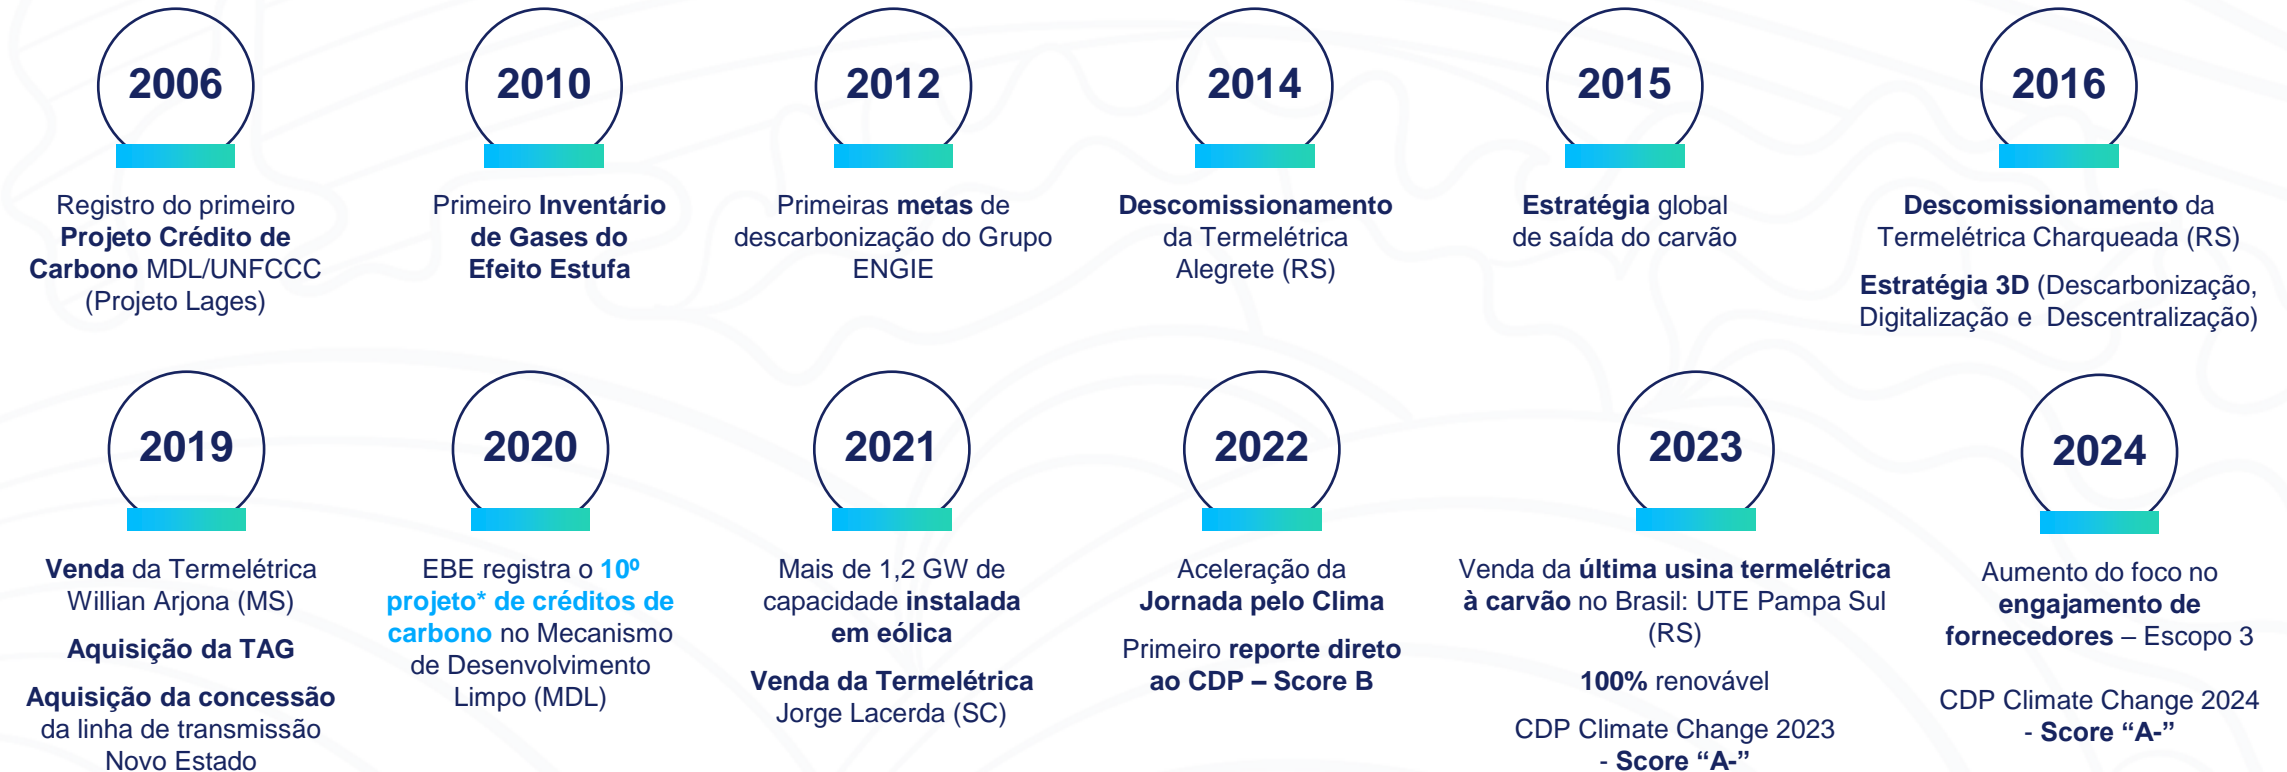 2006
Registro do primeiro
Projeto Crédito de
Carbono MDL/UNFCCC
(Projeto Lages)
2010
Primeiro Inventário
de Gases do
Efeito Estufa
2012
Primeiras metas de
descarbonização do Grupo
ENGIE
2014
Descomissionamento
da Termelétrica
Alegrete (RS)
2015
Estratégia global
de saída do carvão
2016
Descomissionamento da
Termelétrica Charqueada (RS)
Estratégia 3D (Descarbonização,
Digitalização e Descentralização)
2019
Venda da Termelétrica
Willian Arjona (MS)
Aquisição da TAG
Aquisição da concessão
da linha de transmissão
Novo Estado
2020
EBE registra o 10º
projeto* de créditos de
carbono no Mecanismo
de Desenvolvimento
Limpo (MDL)
2021
Mais de 1,2 GW de
capacidade instalada
em eólica
Venda da Termelétrica
Jorge Lacerda (SC)
2022
Aceleração da
Jornada pelo Clima
Primeiro reporte direto
ao CDP – Score B
2023
Venda da última usina termelétrica
à carvão no Brasil: UTE Pampa Sul
(RS)
100% renovável
CDP Climate Change 2023
- Score “A-”
2024
Aumento do foco no
engajamento de
fornecedores – Escopo 3
CDP Climate Change 2024
- Score “A-”